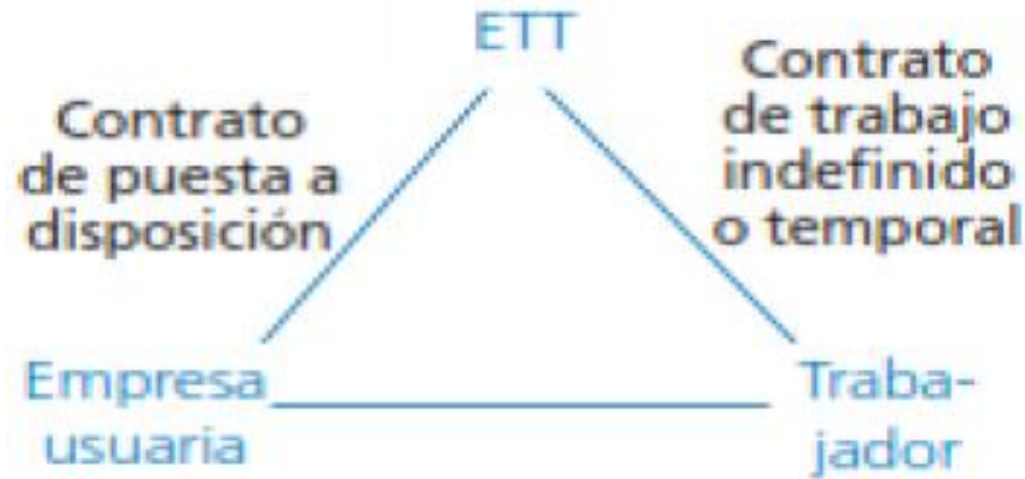 ETT
Contrato
de puesta a
disposición
Contrato
de trabajo
indefinido
o temporal
Empresa
usuaria
Traba-
jador